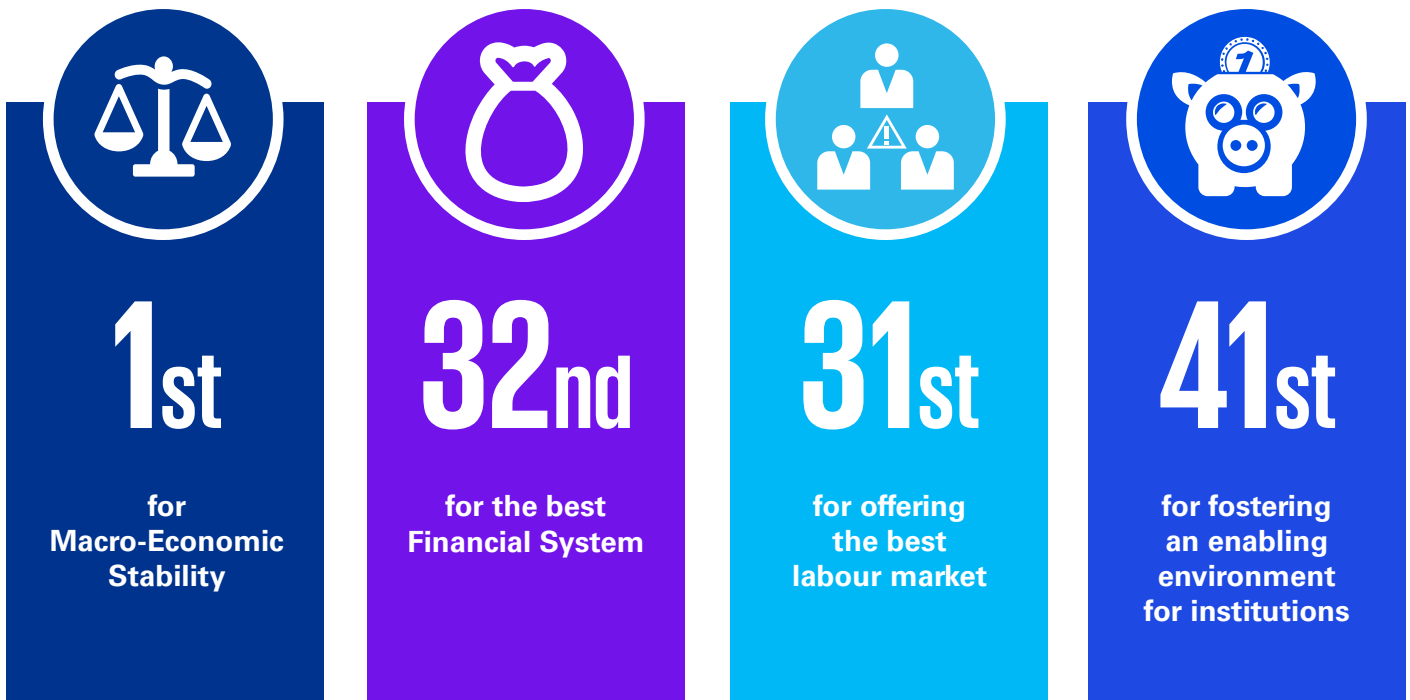 1st
for
Macro-Economic
Stability
32nd
for the best
Financial System
31st
for offering
the best
labour market
1
41st
for fostering
an enabling
environment
for institutions